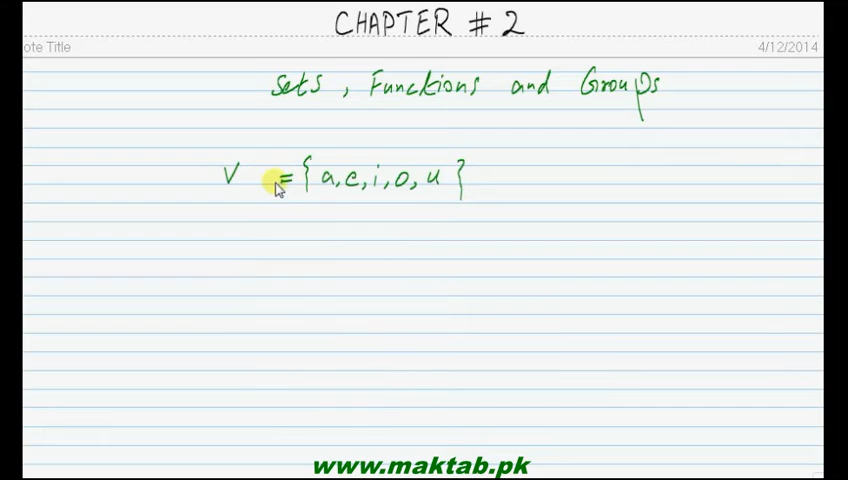 CHAPTER # 2
ote Title
4/12/2014
Sets, Functions and Groups
V = { a, e, i, o, u }
www.maktab.pk